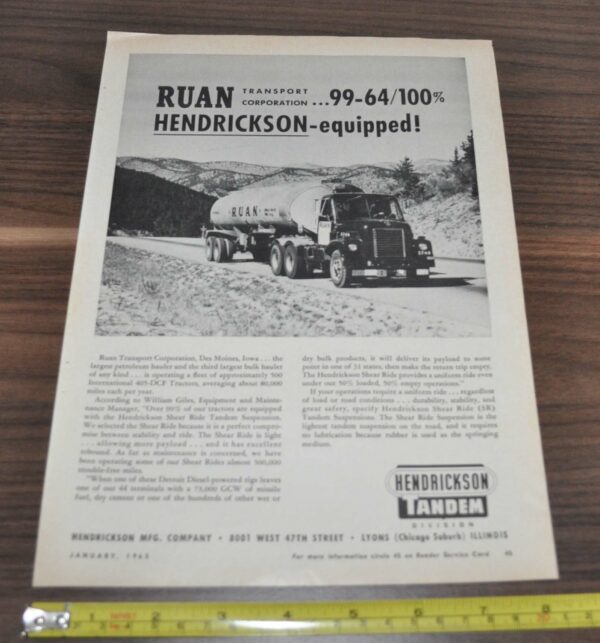 RUAN TRANSPORT CORPORATION ...99-64/100%
HENDRICKSON-equipped!
RUAN
Ruan Transport Corporation, Des Moines, Iowa . . . the
largest petroleum hauler and the third largest bulk hauler
of any kind . . . is operating a fleet of approximately 500
International 405-DCF Tractors, averaging about 80,000
miles each per year.
According to William Giles, Equipment and Mainte-
nance Manager, "Over 99% of our tractors are equipped
with the Hendrickson Shear Ride Tandem Suspension.
We selected the Shear Ride because it is a perfect compro-
mise between stability and ride. The Shear Ride is light
. . . allowing more payload . . . and it has excellent
rebound. As far as maintenance is concerned, we have
been operating some of our Shear Rides almost 500,000
trouble-free miles.
"When one of these Detroit Diesel-powered rigs leaves
one of our 44 terminals with a 73,000 GCW of missile
fuel, dry cement or one of the hundreds of other wet or
dry bulk products, it will deliver its payload to some
point in one of 31 states, then make the return trip empty.
The Hendrickson Shear Ride provides a uniform ride even
under our 50% loaded, 50% empty operations."
If your operations require a uniform ride . . . regardless
of load or road conditions . . . durability, stability, and
great safety, specify Hendrickson Shear Ride (SR)
Tandem Suspensions. The Shear Ride Suspension is the
lightest tandem suspension on the road, and it requires
no lubrication because rubber is used as the springing
medium.
HENDRICKSON
TANDEM
DIVISION
HENDRICKSON MFG. COMPANY • 8001 WEST 47TH STREET • LYONS (Chicago Suburb) ILLINOIS
JANUARY, 1963 For more information circle 45 on Reader Service Card 45
1 2 3 4 5 6 7 8